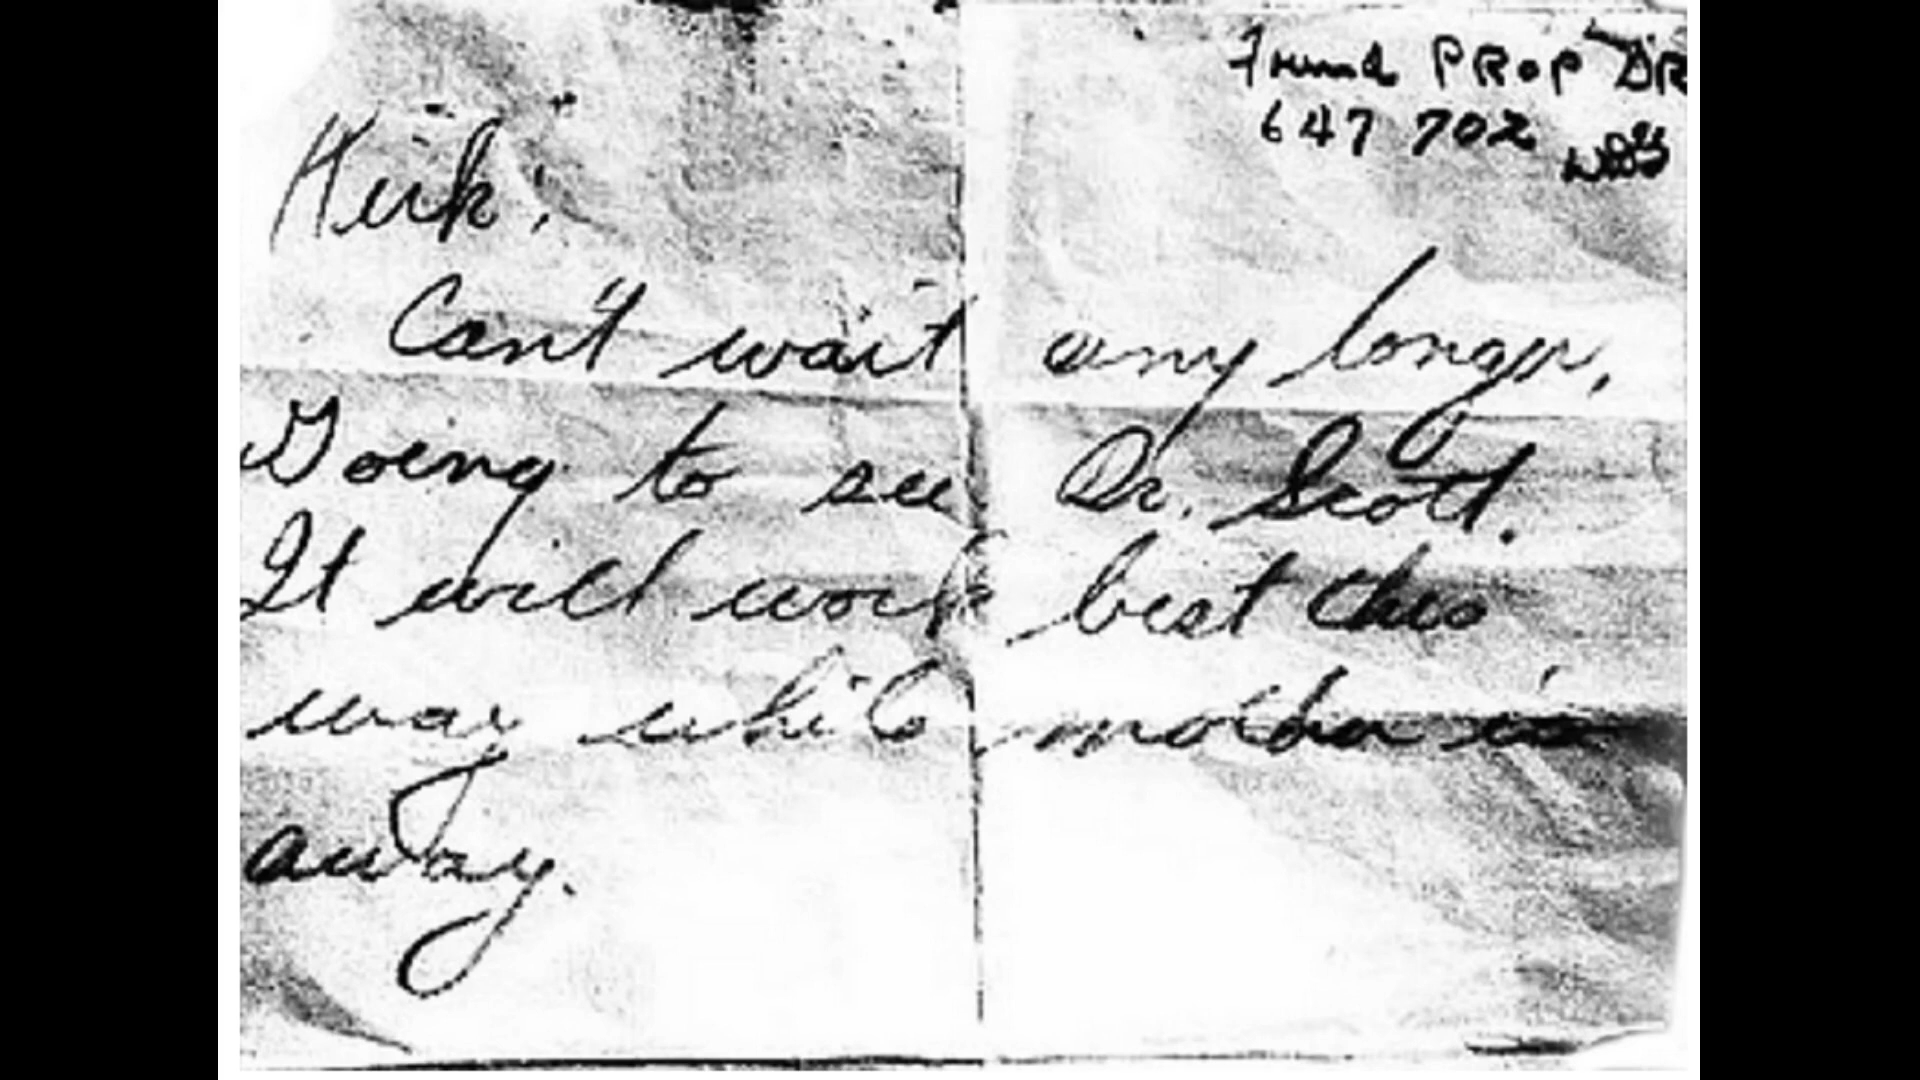 Found PROP DR
647 702
Kirk:
Can't wait any longer,
Going to see Dr. Scott.
It will work best this
way while mother is
away.